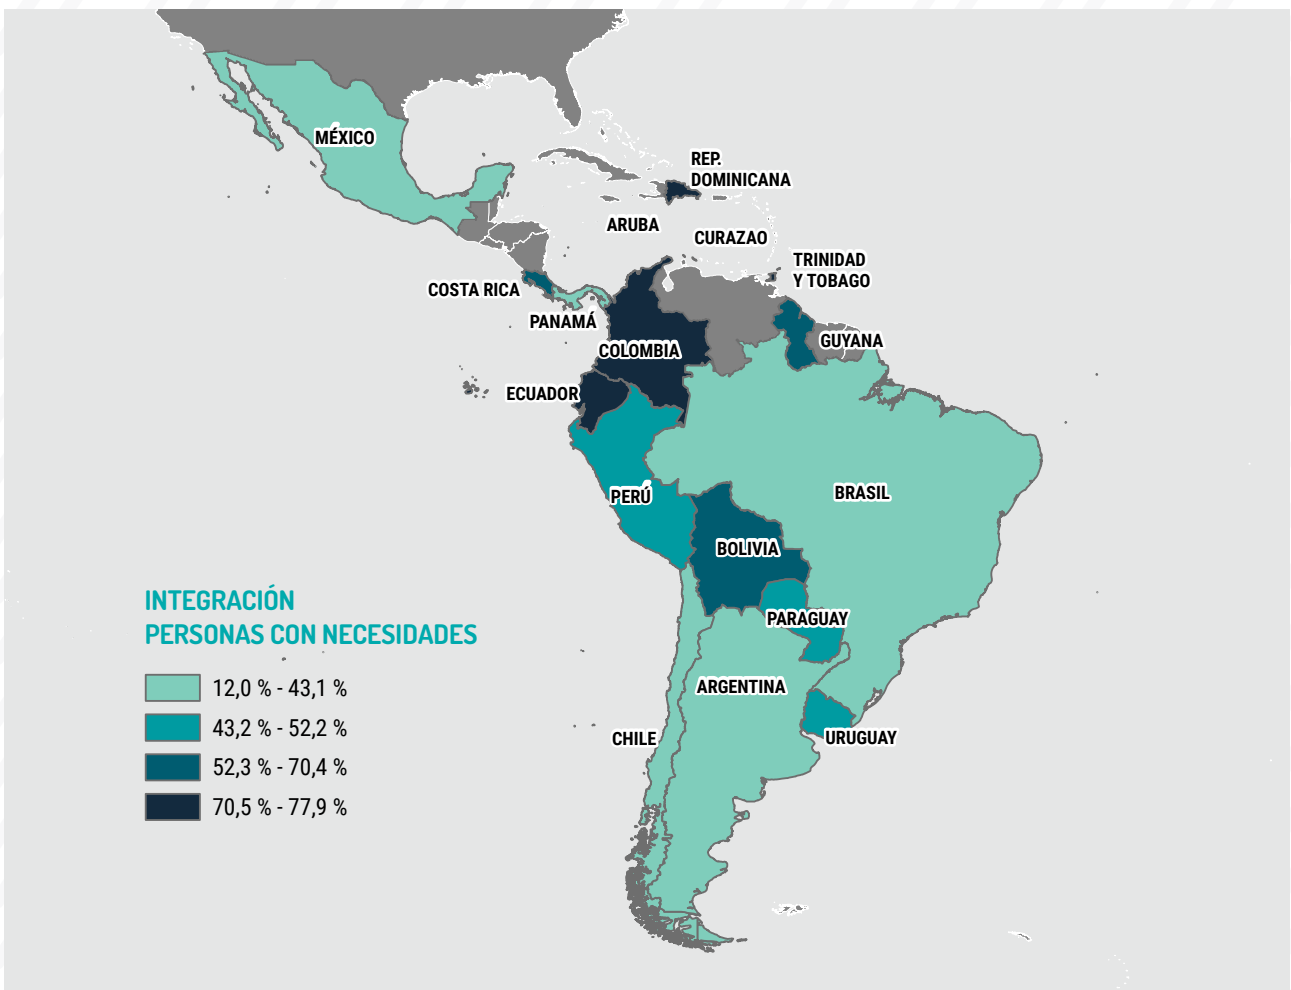 MÉXICO
REP.
DOMINICANA
ARUBA
CURAZAO
TRINIDAD
Y TOBAGO
COSTA RICA
PANAMÁ
GUYANA
COLOMBIA
ECUADOR
BRASIL
PERÚ
BOLIVIA
PARAGUAY
ARGENTINA
CHILE
URUGUAY
INTEGRACIÓN
PERSONAS CON NECESIDADES
12,0 % - 43,1 %
43,2 % - 52,2 %
52,3 % - 70,4 %
70,5 % - 77,9 %